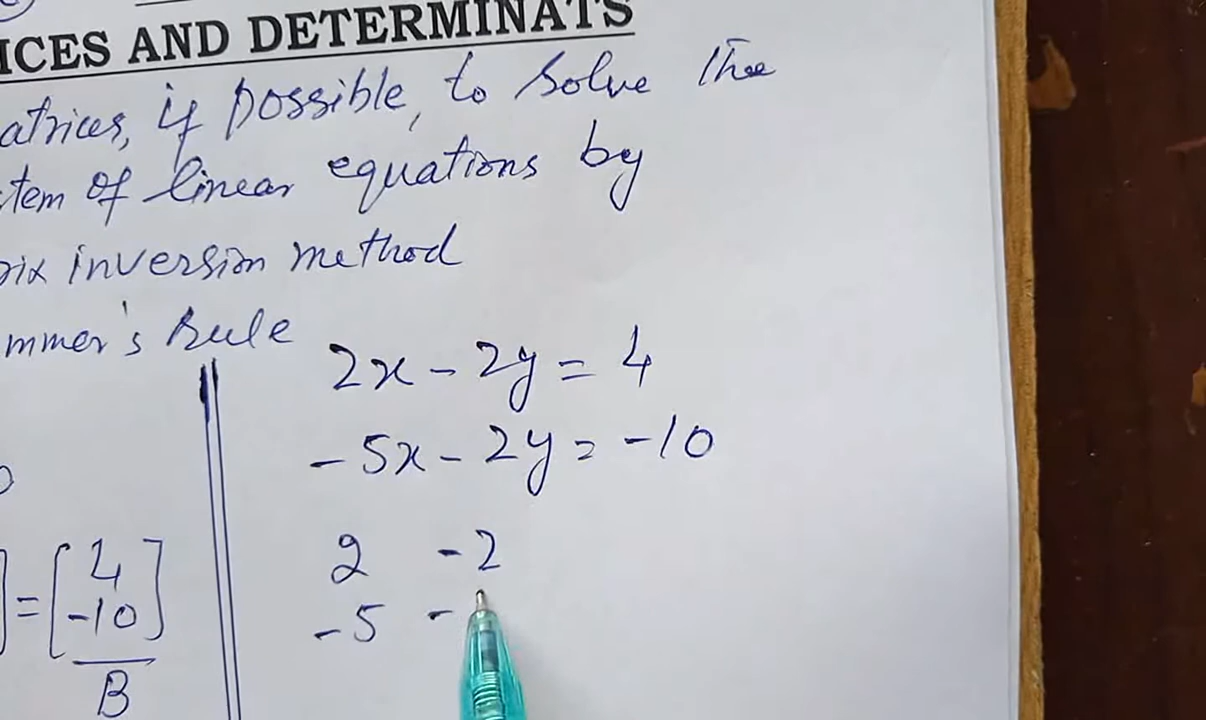 ICES AND DETERMINATS
atrices, if possible, to solve the
tem of linear equations by
rix inversion method
mmer's Rule
2x - 2y = 4
-5x - 2y = -10
0
2 -2
-5 -
] = [4
-10]
B